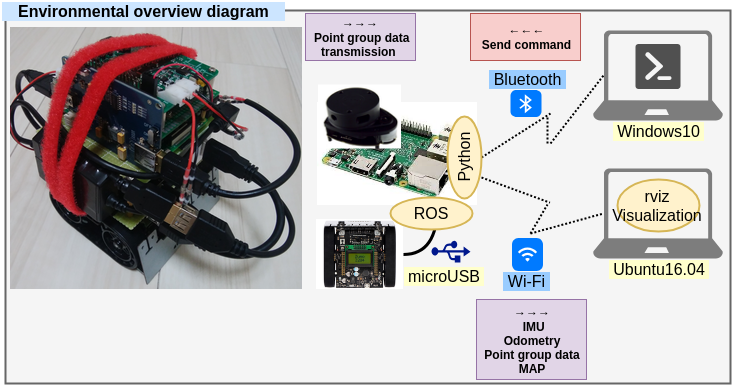 Environmental overview diagram
→→→
Point group data
transmission
←←←
Send command
Bluetooth
Windows10
Python
ROS
rviz
Visualization
Ubuntu16.04
microUSB
Wi-Fi
→→→
IMU
Odometry
Point group data
MAP